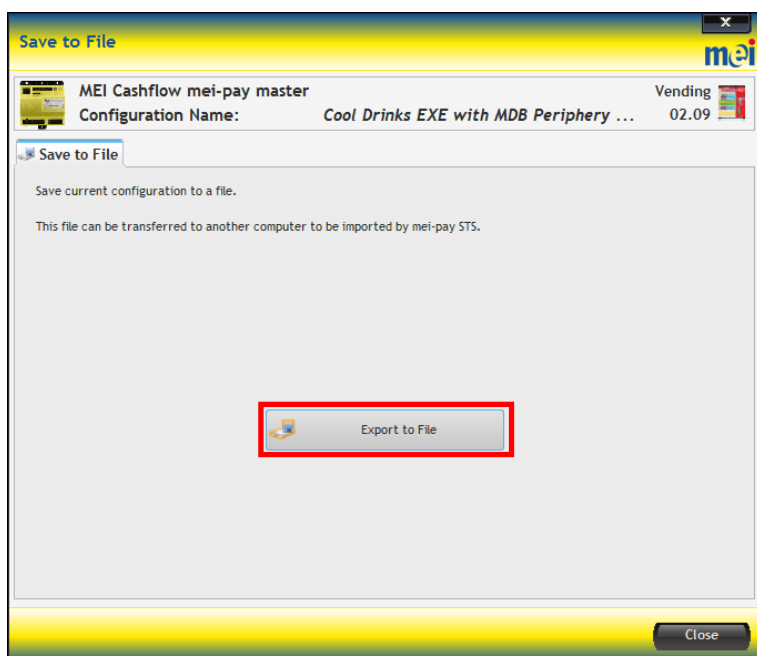 Save to File
X
mei
MEI Cashflow mei-pay master
Vending
Configuration Name: Cool Drinks EXE with MDB Periphery ...
02.09
Save to File
Save current configuration to a file.
This file can be transferred to another computer to be imported by mei-pay STS.
Export to File
Close